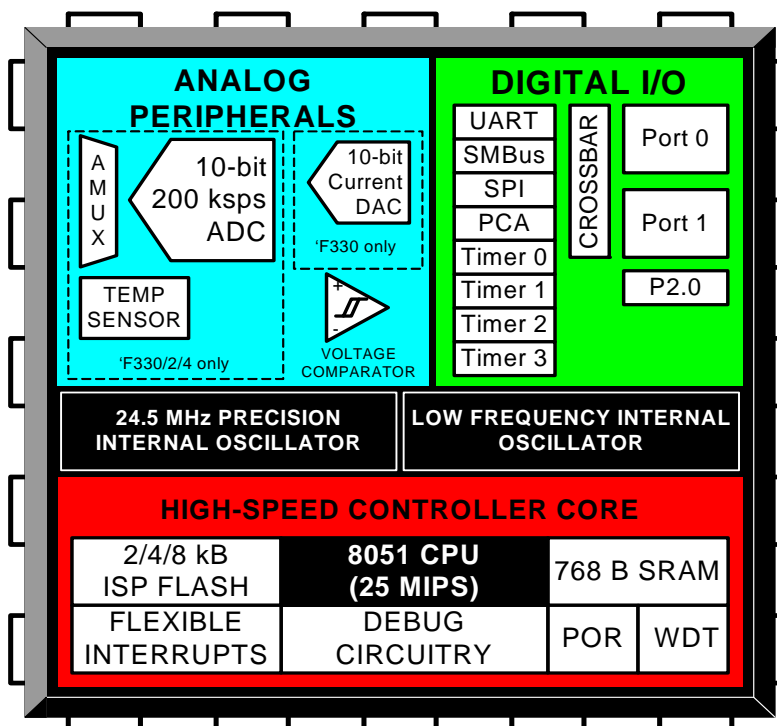 ANALOG
PERIPHERALS
A
M
U
X
10-bit
200 ksps
ADC
10-bit
Current
DAC
‘F330 only
TEMP
SENSOR
‘F330/2/4 only
+
-
VOLTAGE
COMPARATOR
DIGITAL I/O
UART
SMBus
SPI
PCA
Timer 0
Timer 1
Timer 2
Timer 3
CROSSBAR
Port 0
Port 1
P2.0
24.5 MHz PRECISION
INTERNAL OSCILLATOR
LOW FREQUENCY INTERNAL
OSCILLATOR
HIGH-SPEED CONTROLLER CORE
2/4/8 kB
ISP FLASH
8051 CPU
(25 MIPS)
768 B SRAM
FLEXIBLE
INTERRUPTS
DEBUG
CIRCUITRY
POR
WDT